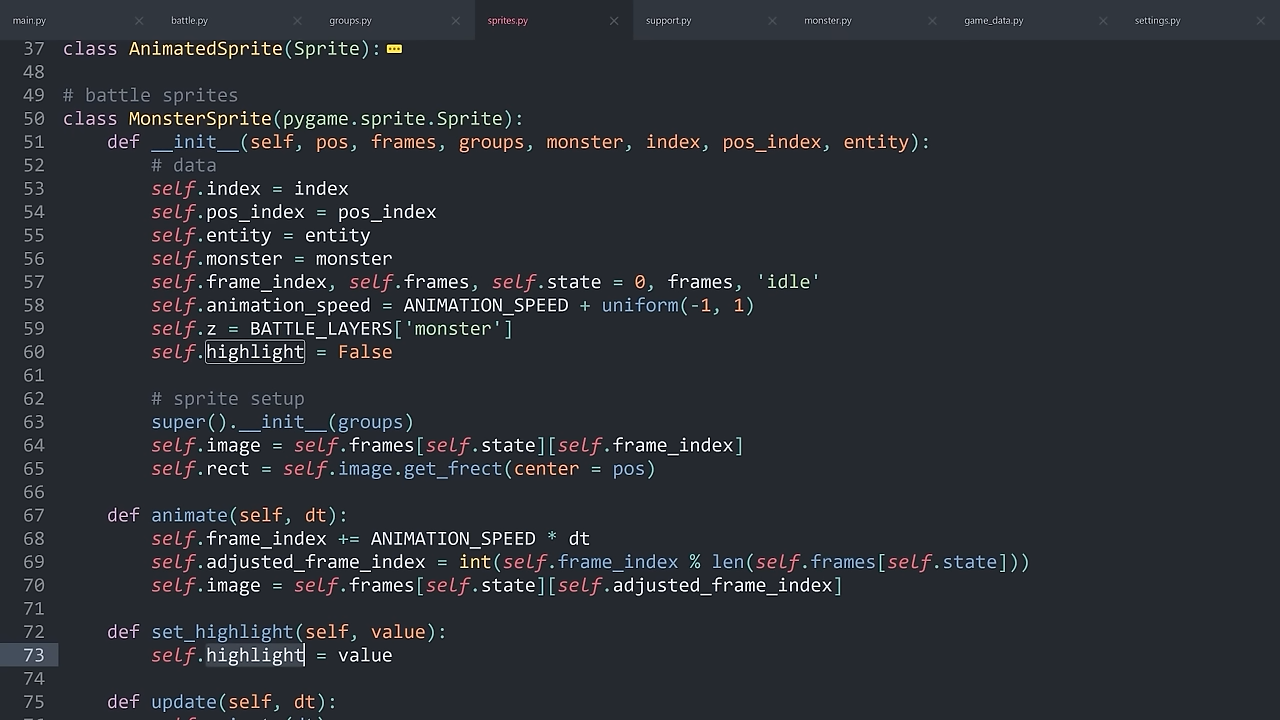 main.py battle.py groups.py sprites.py support.py monster.py game_data.py settings.py
37 class AnimatedSprite(Sprite):
48
49 # battle sprites
50 class MonsterSprite(pygame.sprite.Sprite):
51     def __init__(self, pos, frames, groups, monster, index, pos_index, entity):
52         # data
53         self.index = index
54         self.pos_index = pos_index
55         self.entity = entity
56         self.monster = monster
57         self.frame_index, self.frames, self.state = 0, frames, 'idle'
58         self.animation_speed = ANIMATION_SPEED + uniform(-1, 1)
59         self.z = BATTLE_LAYERS['monster']
60         self.highlight = False
61
62         # sprite setup
63         super().__init__(groups)
64         self.image = self.frames[self.state][self.frame_index]
65         self.rect = self.image.get_frect(center = pos)
66
67     def animate(self, dt):
68         self.frame_index += ANIMATION_SPEED * dt
69         self.adjusted_frame_index = int(self.frame_index % len(self.frames[self.state]))
70         self.image = self.frames[self.state][self.adjusted_frame_index]
71
72     def set_highlight(self, value):
73         self.highlight = value
74
75     def update(self, dt):